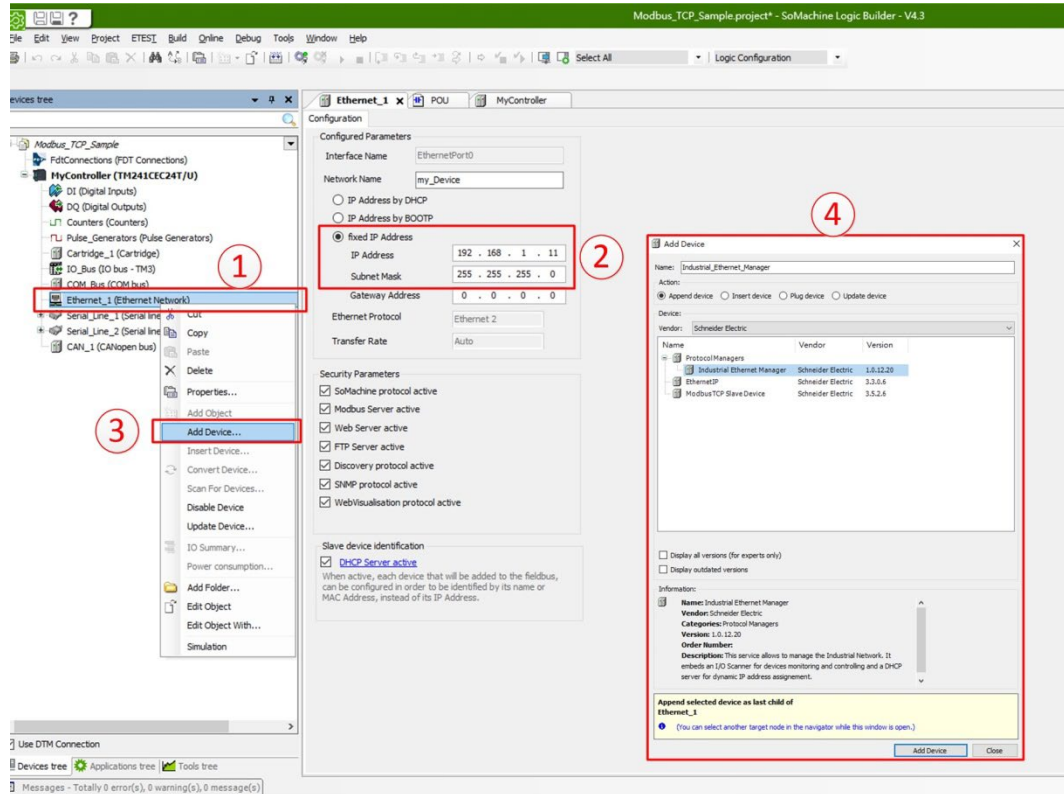 ?
Modbus_TCP_Sample.project* - SoMachine Logic Builder - V4.3
File Edit View Project ETEST Build Online Debug Tools Window Help
Select All
Logic Configuration
Devices tree
Modbus_TCP_Sample
FdtConnections (FDT Connections)
MyController (TM241CEC24T/U)
DI (Digital Inputs)
DQ (Digital Outputs)
Counters (Counters)
Pulse_Generators (Pulse Generators)
Cartridge_1 (Cartridge)
IO_Bus (IO bus - TM3)
COM_Bus (COM bus)
Ethernet_1 (Ethernet Network)
Serial_Line_1 (Serial line
Serial_Line_2 (Serial line
CAN_1 (CANopen bus)
1
Cut
Copy
Paste
Delete
Properties...
Add Object
Add Device...
Insert Device...
Convert Device...
Scan For Devices...
Disable Device
Update Device...
IO Summary...
Power consumption...
Add Folder...
Edit Object
Edit Object With...
Simulation
3
Use DTM Connection
Devices tree Applications tree Tools tree
Messages - Totally 0 error(s), 0 warning(s), 0 message(s)
Ethernet_1 X POU MyController
Configuration
Configured Parameters
Interface Name EthernetPort0
Network Name my_Device
IP Address by DHCP
IP Address by BOOTP
fixed IP Address
IP Address 192 . 168 . 1 . 11
Subnet Mask 255 . 255 . 255 . 0
Gateway Address 0 . 0 . 0 . 0
Ethernet Protocol Ethernet 2
Transfer Rate Auto
2
Security Parameters
SoMachine protocol active
Modbus Server active
Web Server active
FTP Server active
Discovery protocol active
SNMP protocol active
WebVisualisation protocol active
Slave device identification
DHCP Server active
When active, each device that will be added to the fieldbus,
can be configured in order to be identified by its name or
MAC Address, instead of its IP Address.
4
Add Device
Name: Industrial_Ethernet_Manager
Action:
Append device Insert device Plug device Update device
Device:
Vendor: Schneider Electric
Name Vendor Version
Protocol Managers
Industrial Ethernet Manager Schneider Electric 1.0.12.20
EthernetIP Schneider Electric 3.3.0.6
ModbusTCP Slave Device Schneider Electric 3.5.2.6
Display all versions (for experts only)
Display outdated versions
Information:
Name: Industrial Ethernet Manager
Vendor: Schneider Electric
Categories: Protocol Managers
Version: 1.0.12.20
Order Number:
Description: This service allows to manage the Industrial Network. It
embeds an I/O Scanner for devices monitoring and controlling and a DHCP
server for dynamic IP address assignement.
Append selected device as last child of
Ethernet_1
(You can select another target node in the navigator while this window is open.)
Add Device Close